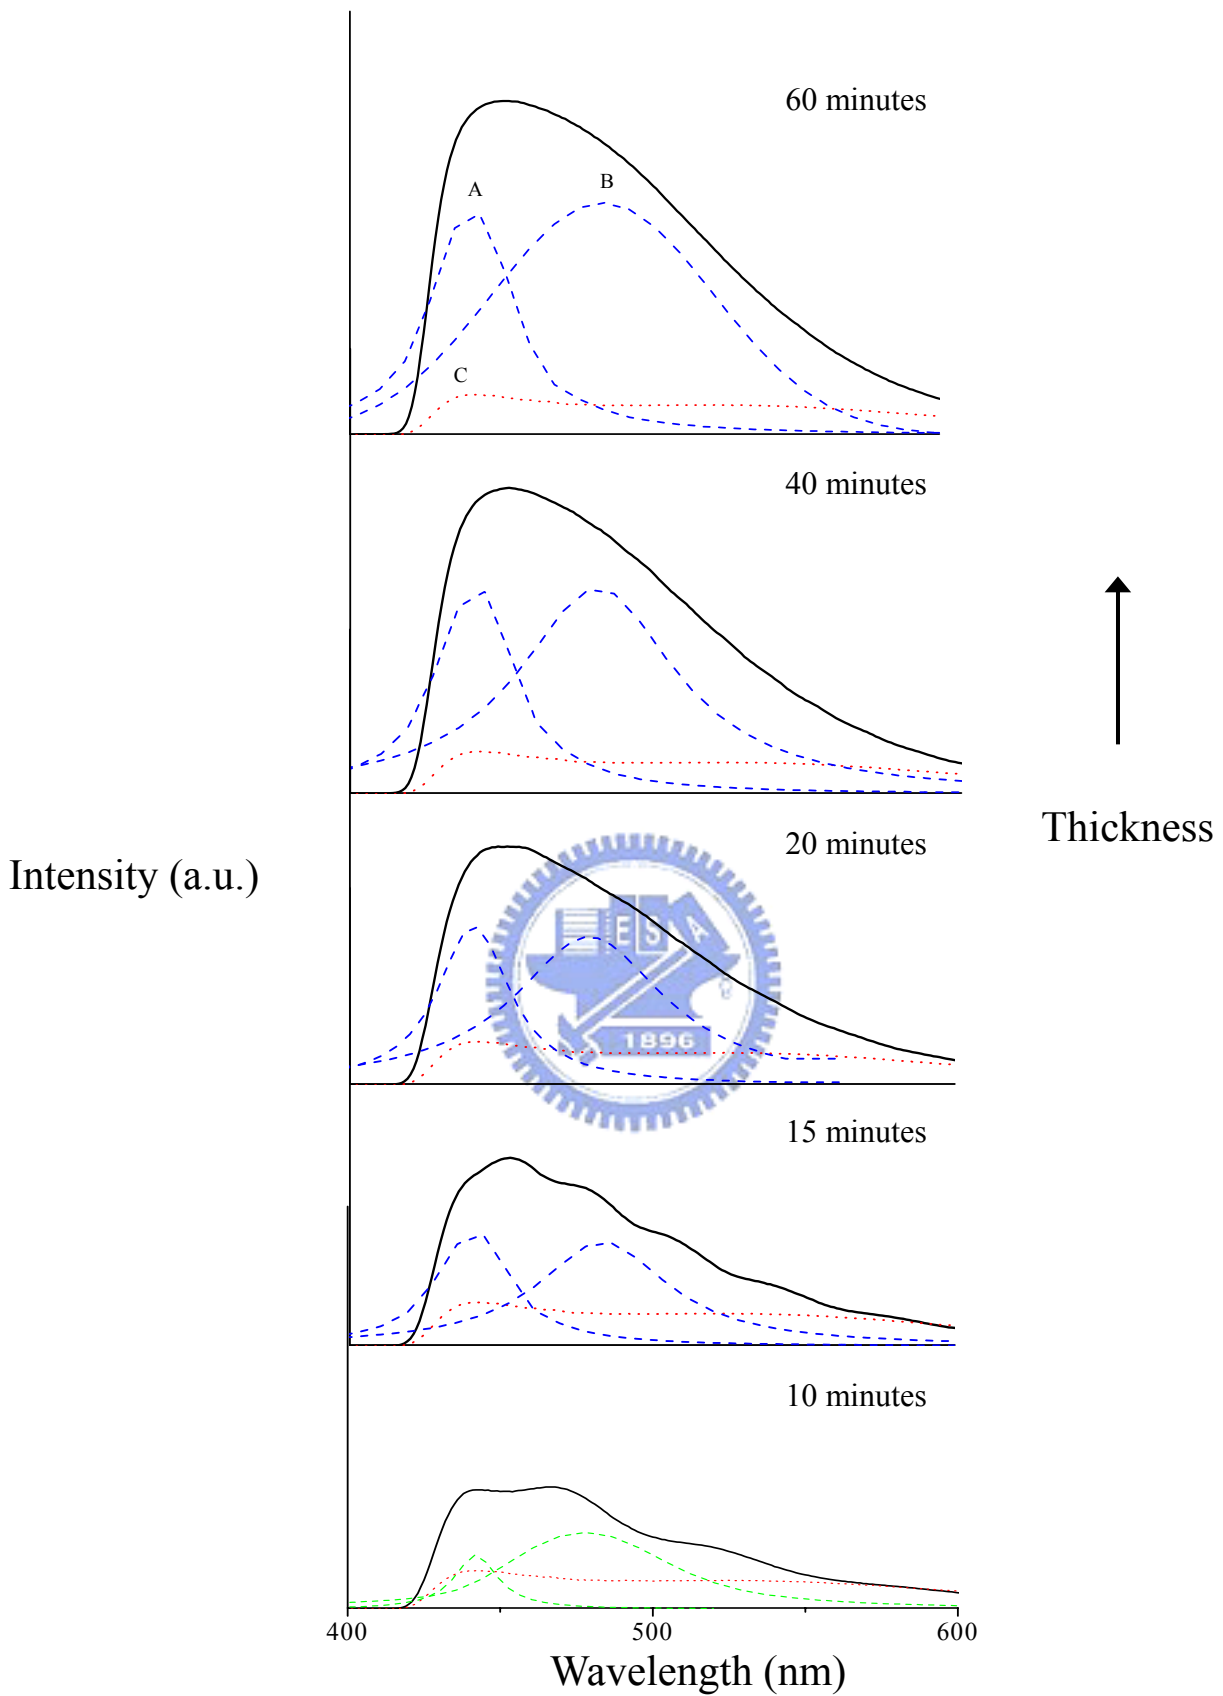 60 minutes
A
B
C
40 minutes
20 minutes
Thickness
Intensity (a.u.)
E S A
1896
15 minutes
10 minutes
400
500
600
Wavelength (nm)